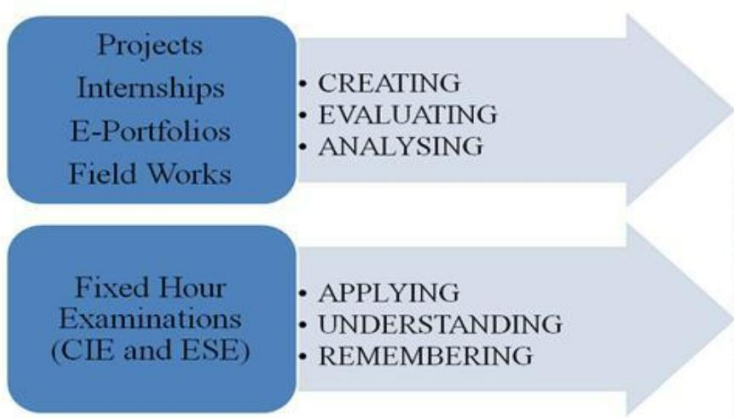 Projects
Internships
E-Portfolios
Field Works
• CREATING
• EVALUATING
• ANALYSING
Fixed Hour
Examinations
(CIE and ESE)
• APPLYING
• UNDERSTANDING
• REMEMBERING